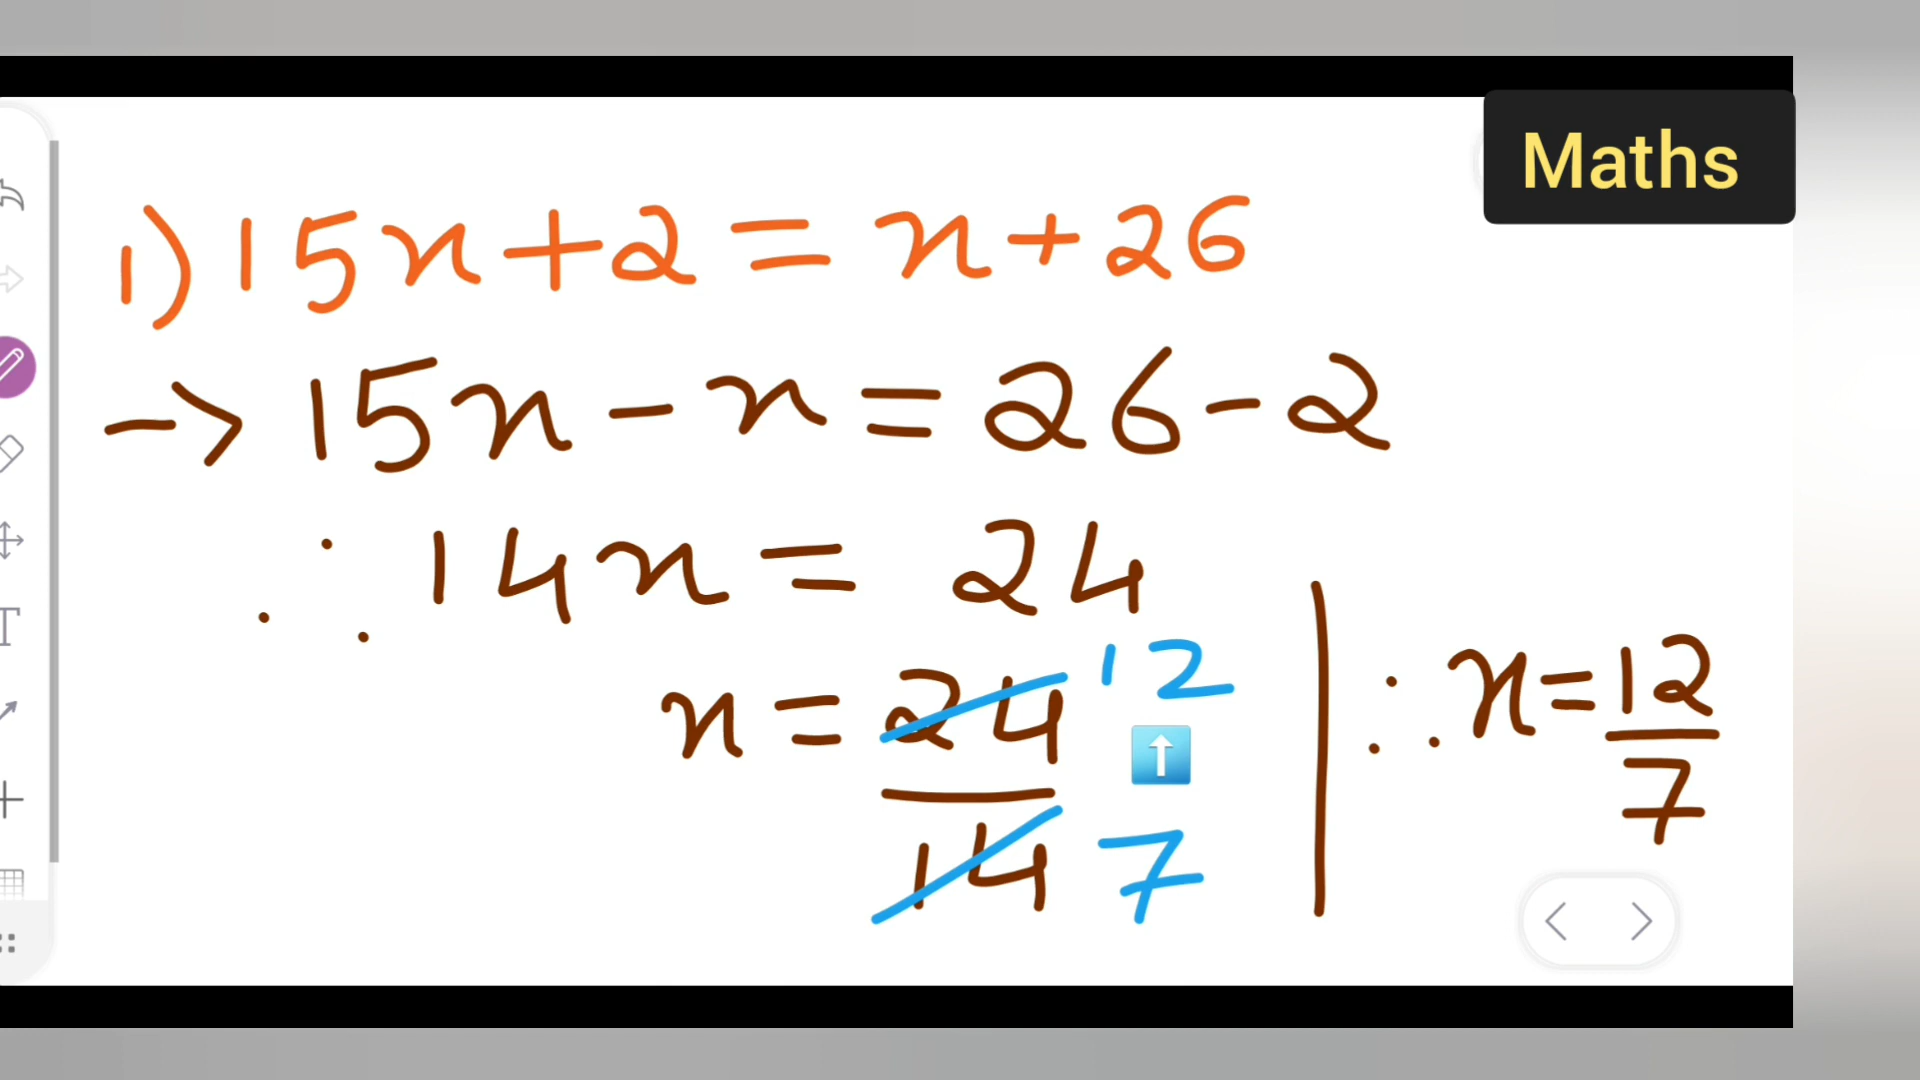 Maths
1) 15x+2 = x+26
→ 15x - x = 26-2
∴ 14x = 24
x = 24/14 12/7
∴ x = 12/7